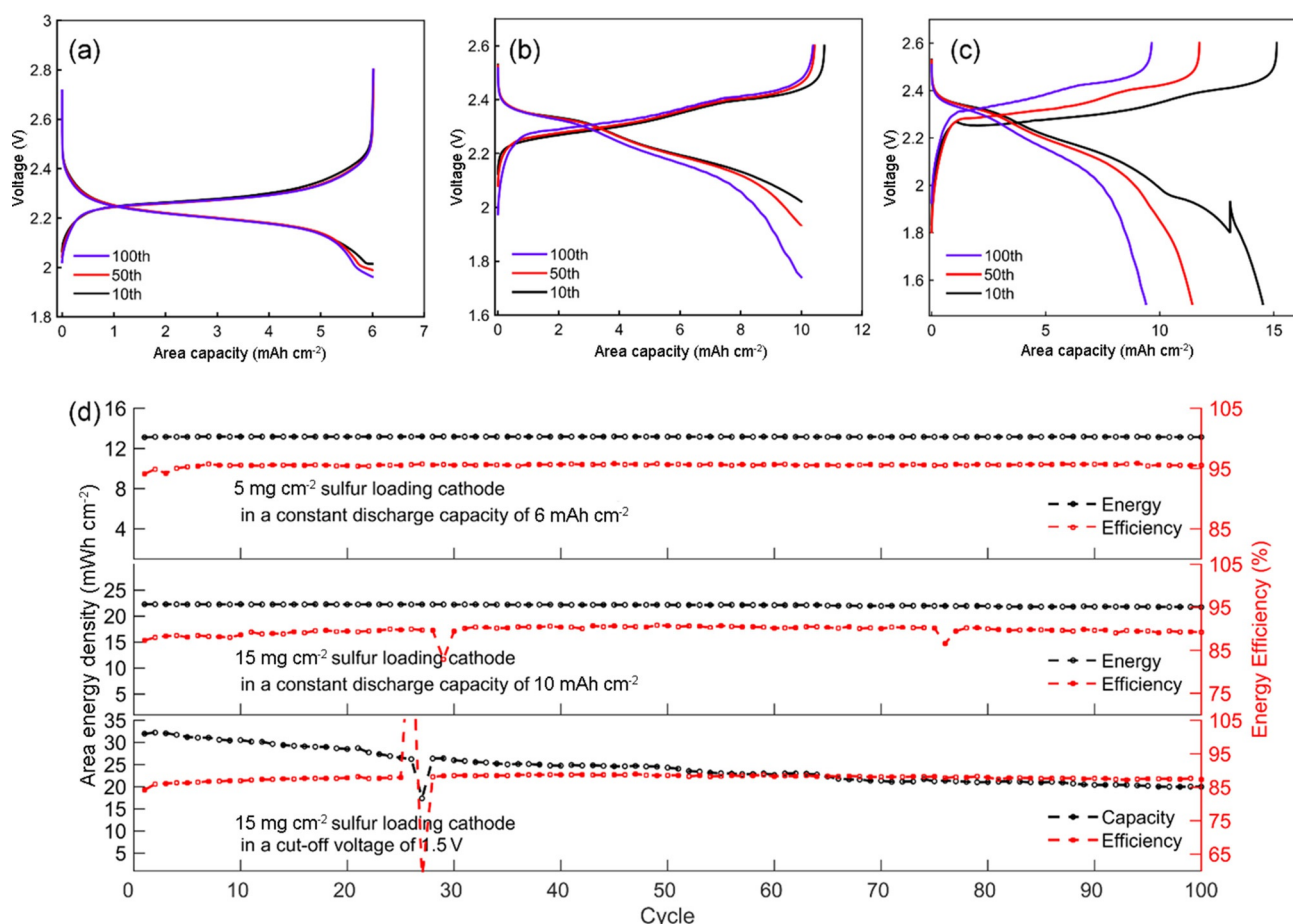 (a)
3
2.8
2.6
2.4
2.2
2
1.8
Voltage (V)
100th
50th
10th
0 1 2 3 4 5 6 7
Area capacity (mAh cm-2)
(b)
2.6
2.4
2.2
2
1.8
1.6
Voltage (V)
100th
50th
10th
0 2 4 6 8 10 12
Area capacity (mAh cm-2)
(c)
2.6
2.4
2.2
2
1.8
1.6
Voltage (V)
100th
50th
10th
0 5 10 15
Area capacity (mAh cm-2)
(d)
Area energy density (mWh cm-2)
16
12
8
4
105
95
85
5 mg cm-2 sulfur loading cathode
in a constant discharge capacity of 6 mAh cm-2
Energy
Efficiency
25
20
15
10
5
105
95
85
75
71
15 mg cm-2 sulfur loading cathode
in a constant discharge capacity of 10 mAh cm-2
Energy
Efficiency
Energy Efficiency (%)
35
30
25
20
15
10
5
105
95
85
75
65
15 mg cm-2 sulfur loading cathode
in a cut-off voltage of 1.5 V
Capacity
Efficiency
0 10 20 30 40 50 60 70 80 90 100
Cycle